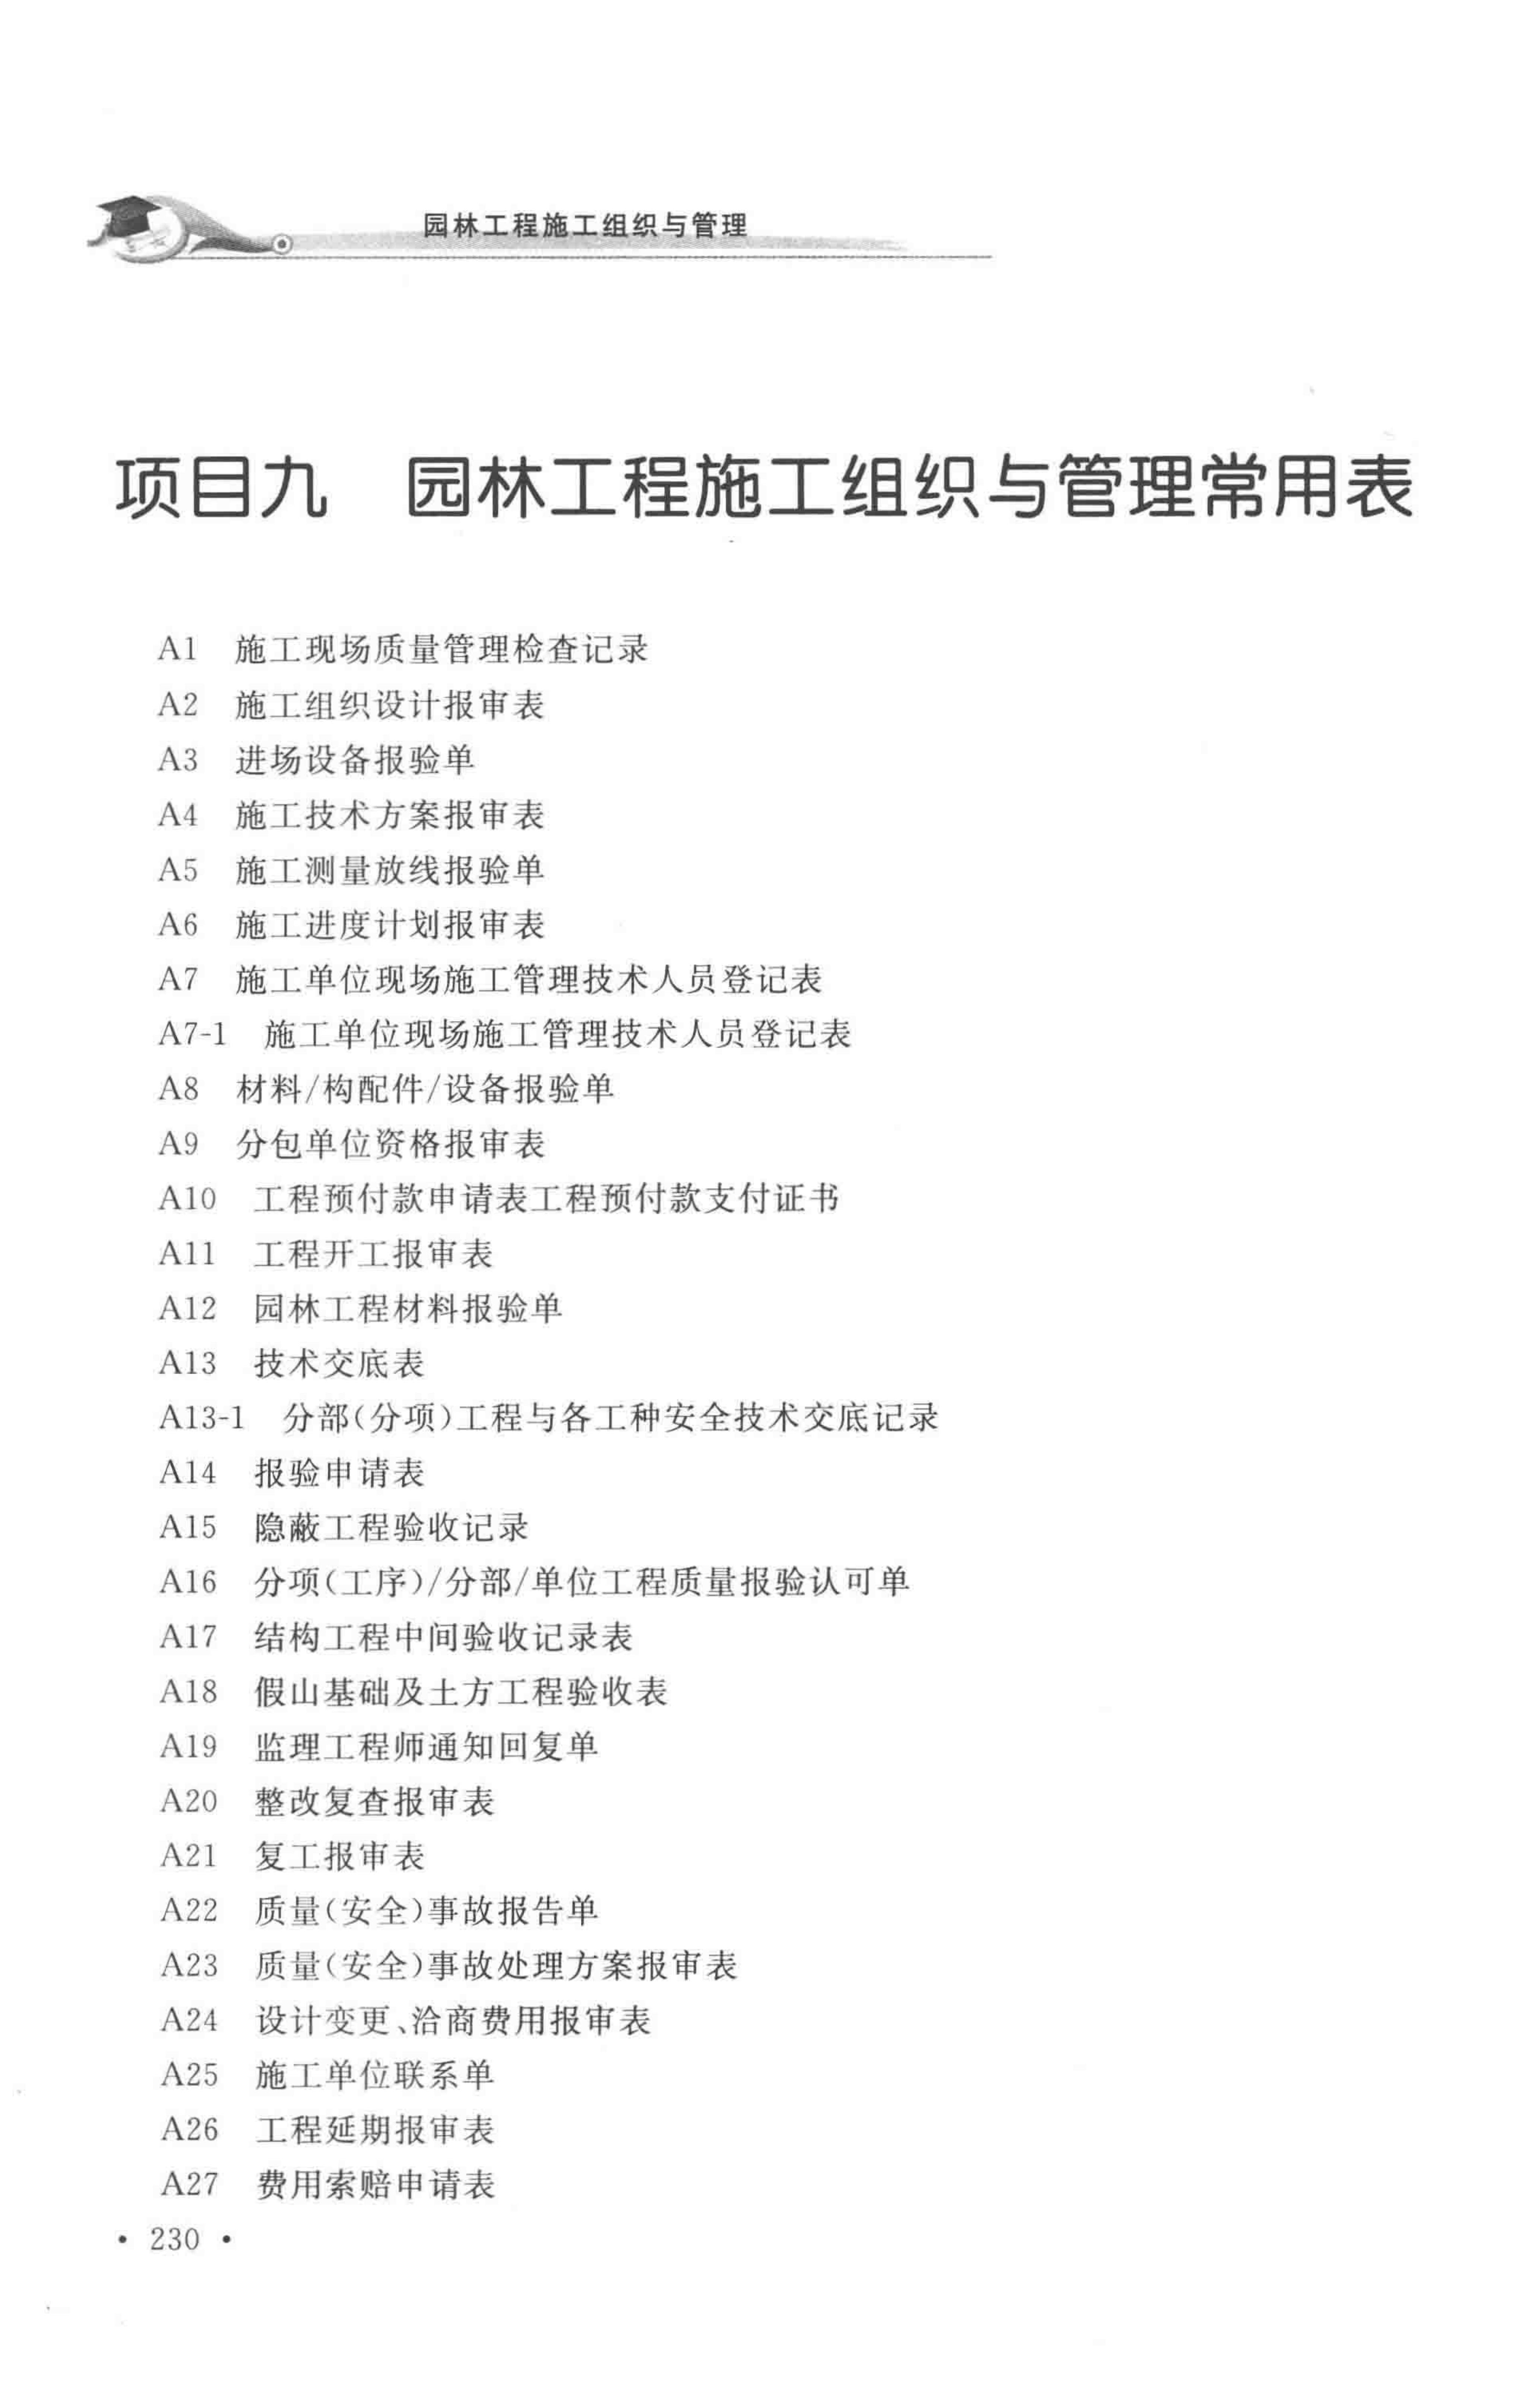 园林工程施工组织与管理
项目九 园林工程施工组织与管理常用表
A1 施工现场质量管理检查记录
A2 施工组织设计报审表
A3 进场设备报验单
A4 施工技术方案报审表
A5 施工测量放线报验单
A6 施工进度计划报审表
A7 施工单位现场施工管理技术人员登记表
A7-1 施工单位现场施工管理技术人员登记表
A8 材料/构配件/设备报验单
A9 分包单位资格报审表
A10 工程预付款申请表工程预付款支付证书
A11 工程开工报审表
A12 园林工程材料报验单
A13 技术交底表
A13-1 分部(分项)工程与各工种安全技术交底记录
A14 报验申请表
A15 隐蔽工程验收记录
A16 分项(工序)/分部/单位工程质量报验认可单
A17 结构工程中间验收记录表
A18 假山基础及土方工程验收表
A19 监理工程师通知回复单
A20 整改复查报审表
A21 复工报审表
A22 质量(安全)事故报告单
A23 质量(安全)事故处理方案报审表
A24 设计变更、洽商费用报审表
A25 施工单位联系单
A26 工程延期报审表
A27 费用索赔申请表
• 230 •